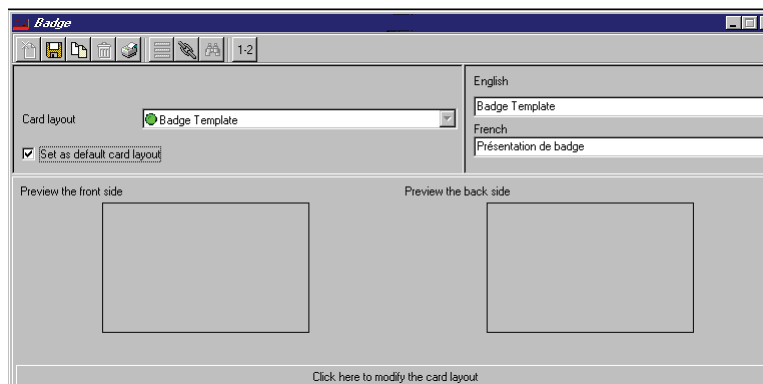 Badge
1-2
English
Card layout
Badge Template
Badge Template
French
Set as default card layout
Présentation de badge
Preview the front side
Preview the back side
Click here to modify the card layout